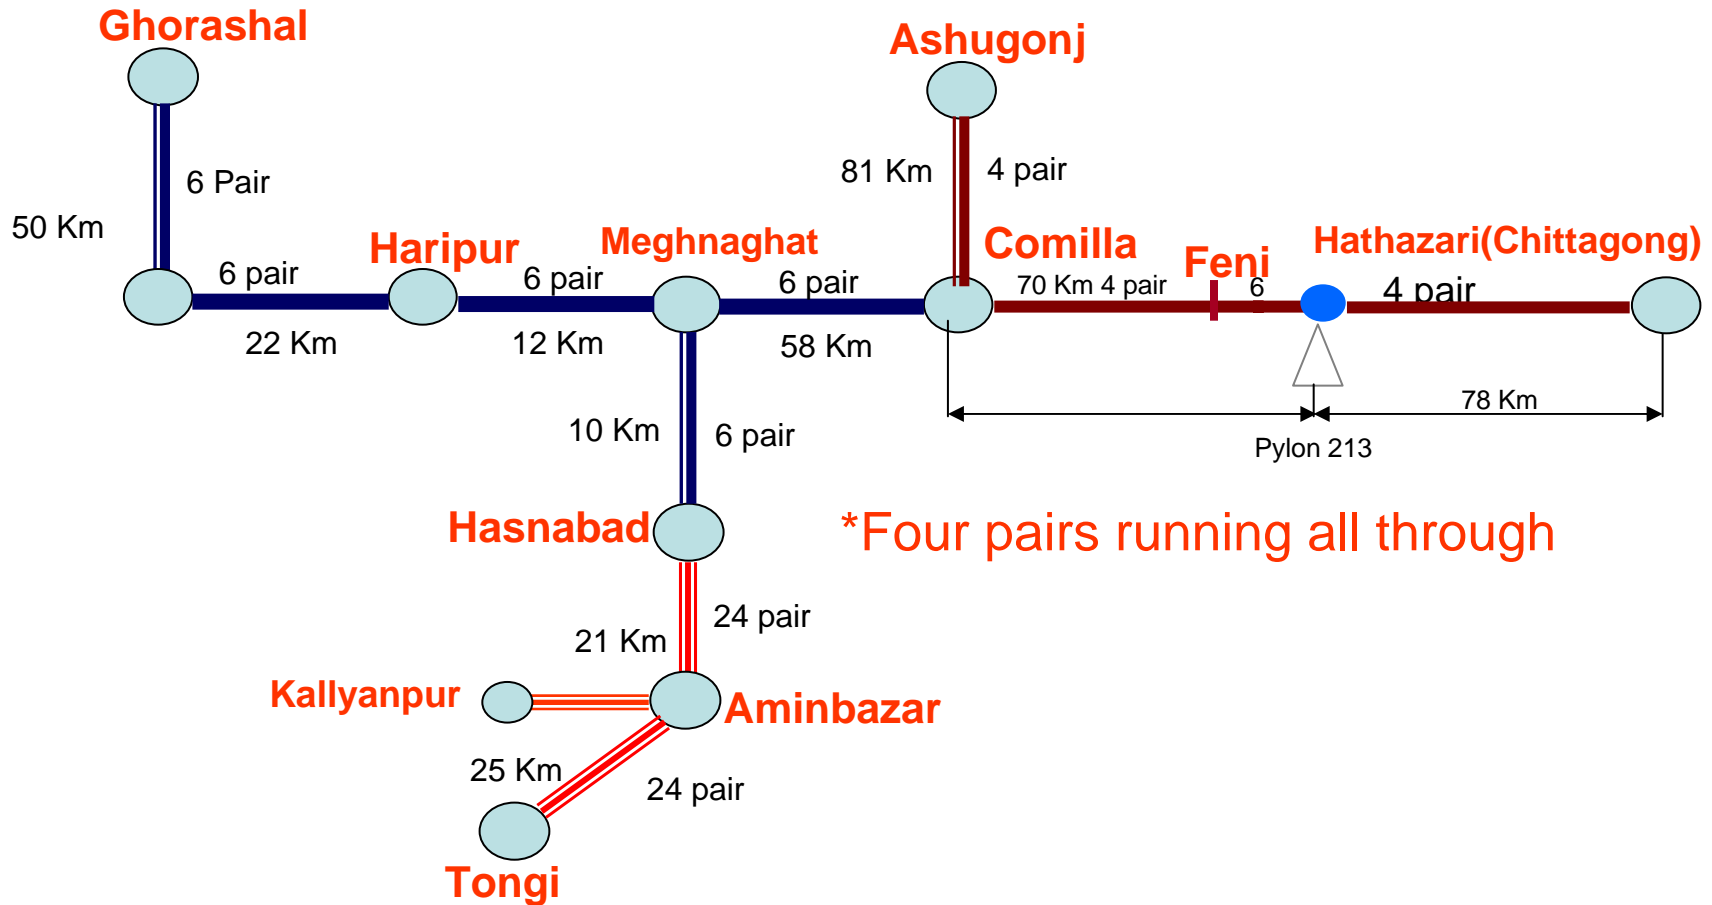 Ghorashal
Ashugonj
6 Pair
81 Km
4 pair
50 Km
Haripur
Meghnaghat
Comilla
Feni
Hathazari(Chittagong)
6 pair
6 pair
6 pair
70 Km 4 pair
6
4 pair
22 Km
12 Km
58 Km
78 Km
10 Km
6 pair
Pylon 213
Hasnabad
*Four pairs running all through
24 pair
21 Km
Kallyanpur
Aminbazar
25 Km
24 pair
Tongi